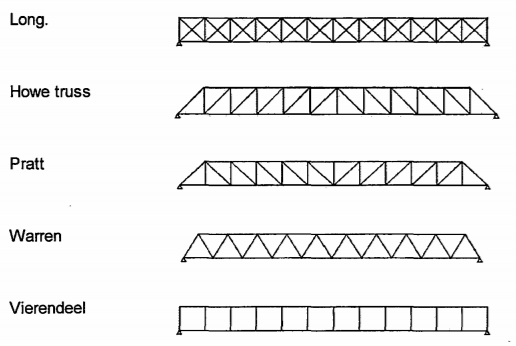 Long.
Howe truss
Pratt
Warren
Vierendeel